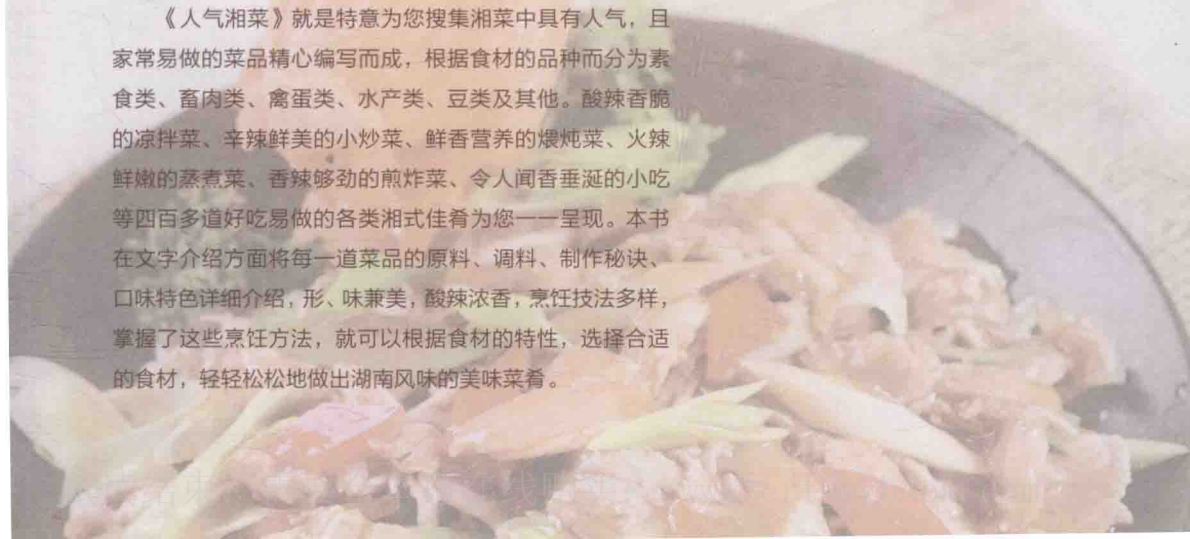 《人气湘菜》就是特意为您搜集湘菜中具有人气，且
家常易做的菜品精心编写而成，根据食材的品种而分为素
食类、畜肉类、禽蛋类、水产类、豆类及其他。酸辣香脆
的凉拌菜、辛辣鲜美的小炒菜、鲜香营养的煨炖菜、火辣
鲜嫩的蒸煮菜、香辣够劲的煎炸菜、令人闻香垂涎的小吃
等四百多道好吃易做的各类湘式佳肴为您一一呈现。本书
在文字介绍方面将每一道菜品的原料、调料、制作秘诀、
口味特色详细介绍，形、味兼美，酸辣浓香，烹饪技法多样，
掌握了这些烹饪方法，就可以根据食材的特性，选择合适
的食材，轻轻松松地做出湖南风味的美味菜肴。